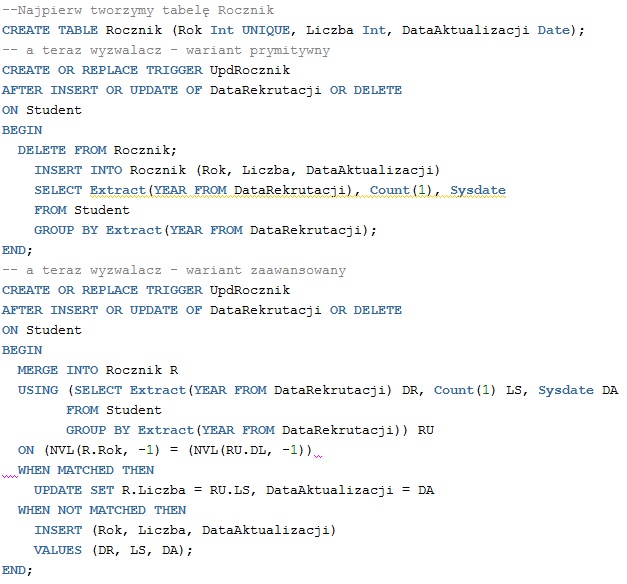 --Najpierw tworzymy tabelę Rocznik
CREATE TABLE Rocznik (Rok Int UNIQUE, Liczba Int, DataAktualizacji Date);
-- a teraz wyzwalacz - wariant prymitywny
CREATE OR REPLACE TRIGGER UpdRocznik
AFTER INSERT OR UPDATE OF DataRekrutacji OR DELETE
ON Student
BEGIN
  DELETE FROM Rocznik;
    INSERT INTO Rocznik (Rok, Liczba, DataAktualizacji)
    SELECT Extract(YEAR FROM DataRekrutacji), Count(1), Sysdate
    FROM Student
    GROUP BY Extract(YEAR FROM DataRekrutacji);
END;
-- a teraz wyzwalacz - wariant zaawansowany
CREATE OR REPLACE TRIGGER UpdRocznik
AFTER INSERT OR UPDATE OF DataRekrutacji OR DELETE
ON Student
BEGIN
  MERGE INTO Rocznik R
  USING (SELECT Extract(YEAR FROM DataRekrutacji) DR, Count(1) LS, Sysdate DA
        FROM Student
        GROUP BY Extract(YEAR FROM DataRekrutacji)) RU
  ON (NVL(R.Rok, -1) = (NVL(RU.DL, -1))
  WHEN MATCHED THEN
    UPDATE SET R.Liczba = RU.LS, DataAktualizacji = DA
  WHEN NOT MATCHED THEN
    INSERT (Rok, Liczba, DataAktualizacji)
    VALUES (DR, LS, DA);
END;